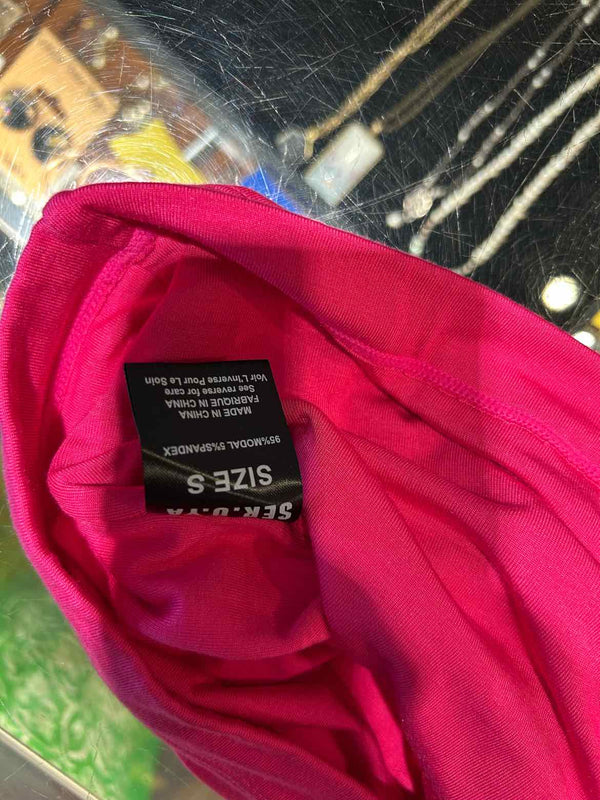 SER.O.YA
SIZE S
95%MODAL 5%SPANDEX
MADE IN CHINA
FABRIQUE IN CHINA
See reverse for care
Voir L'inverse Pour Le Soin